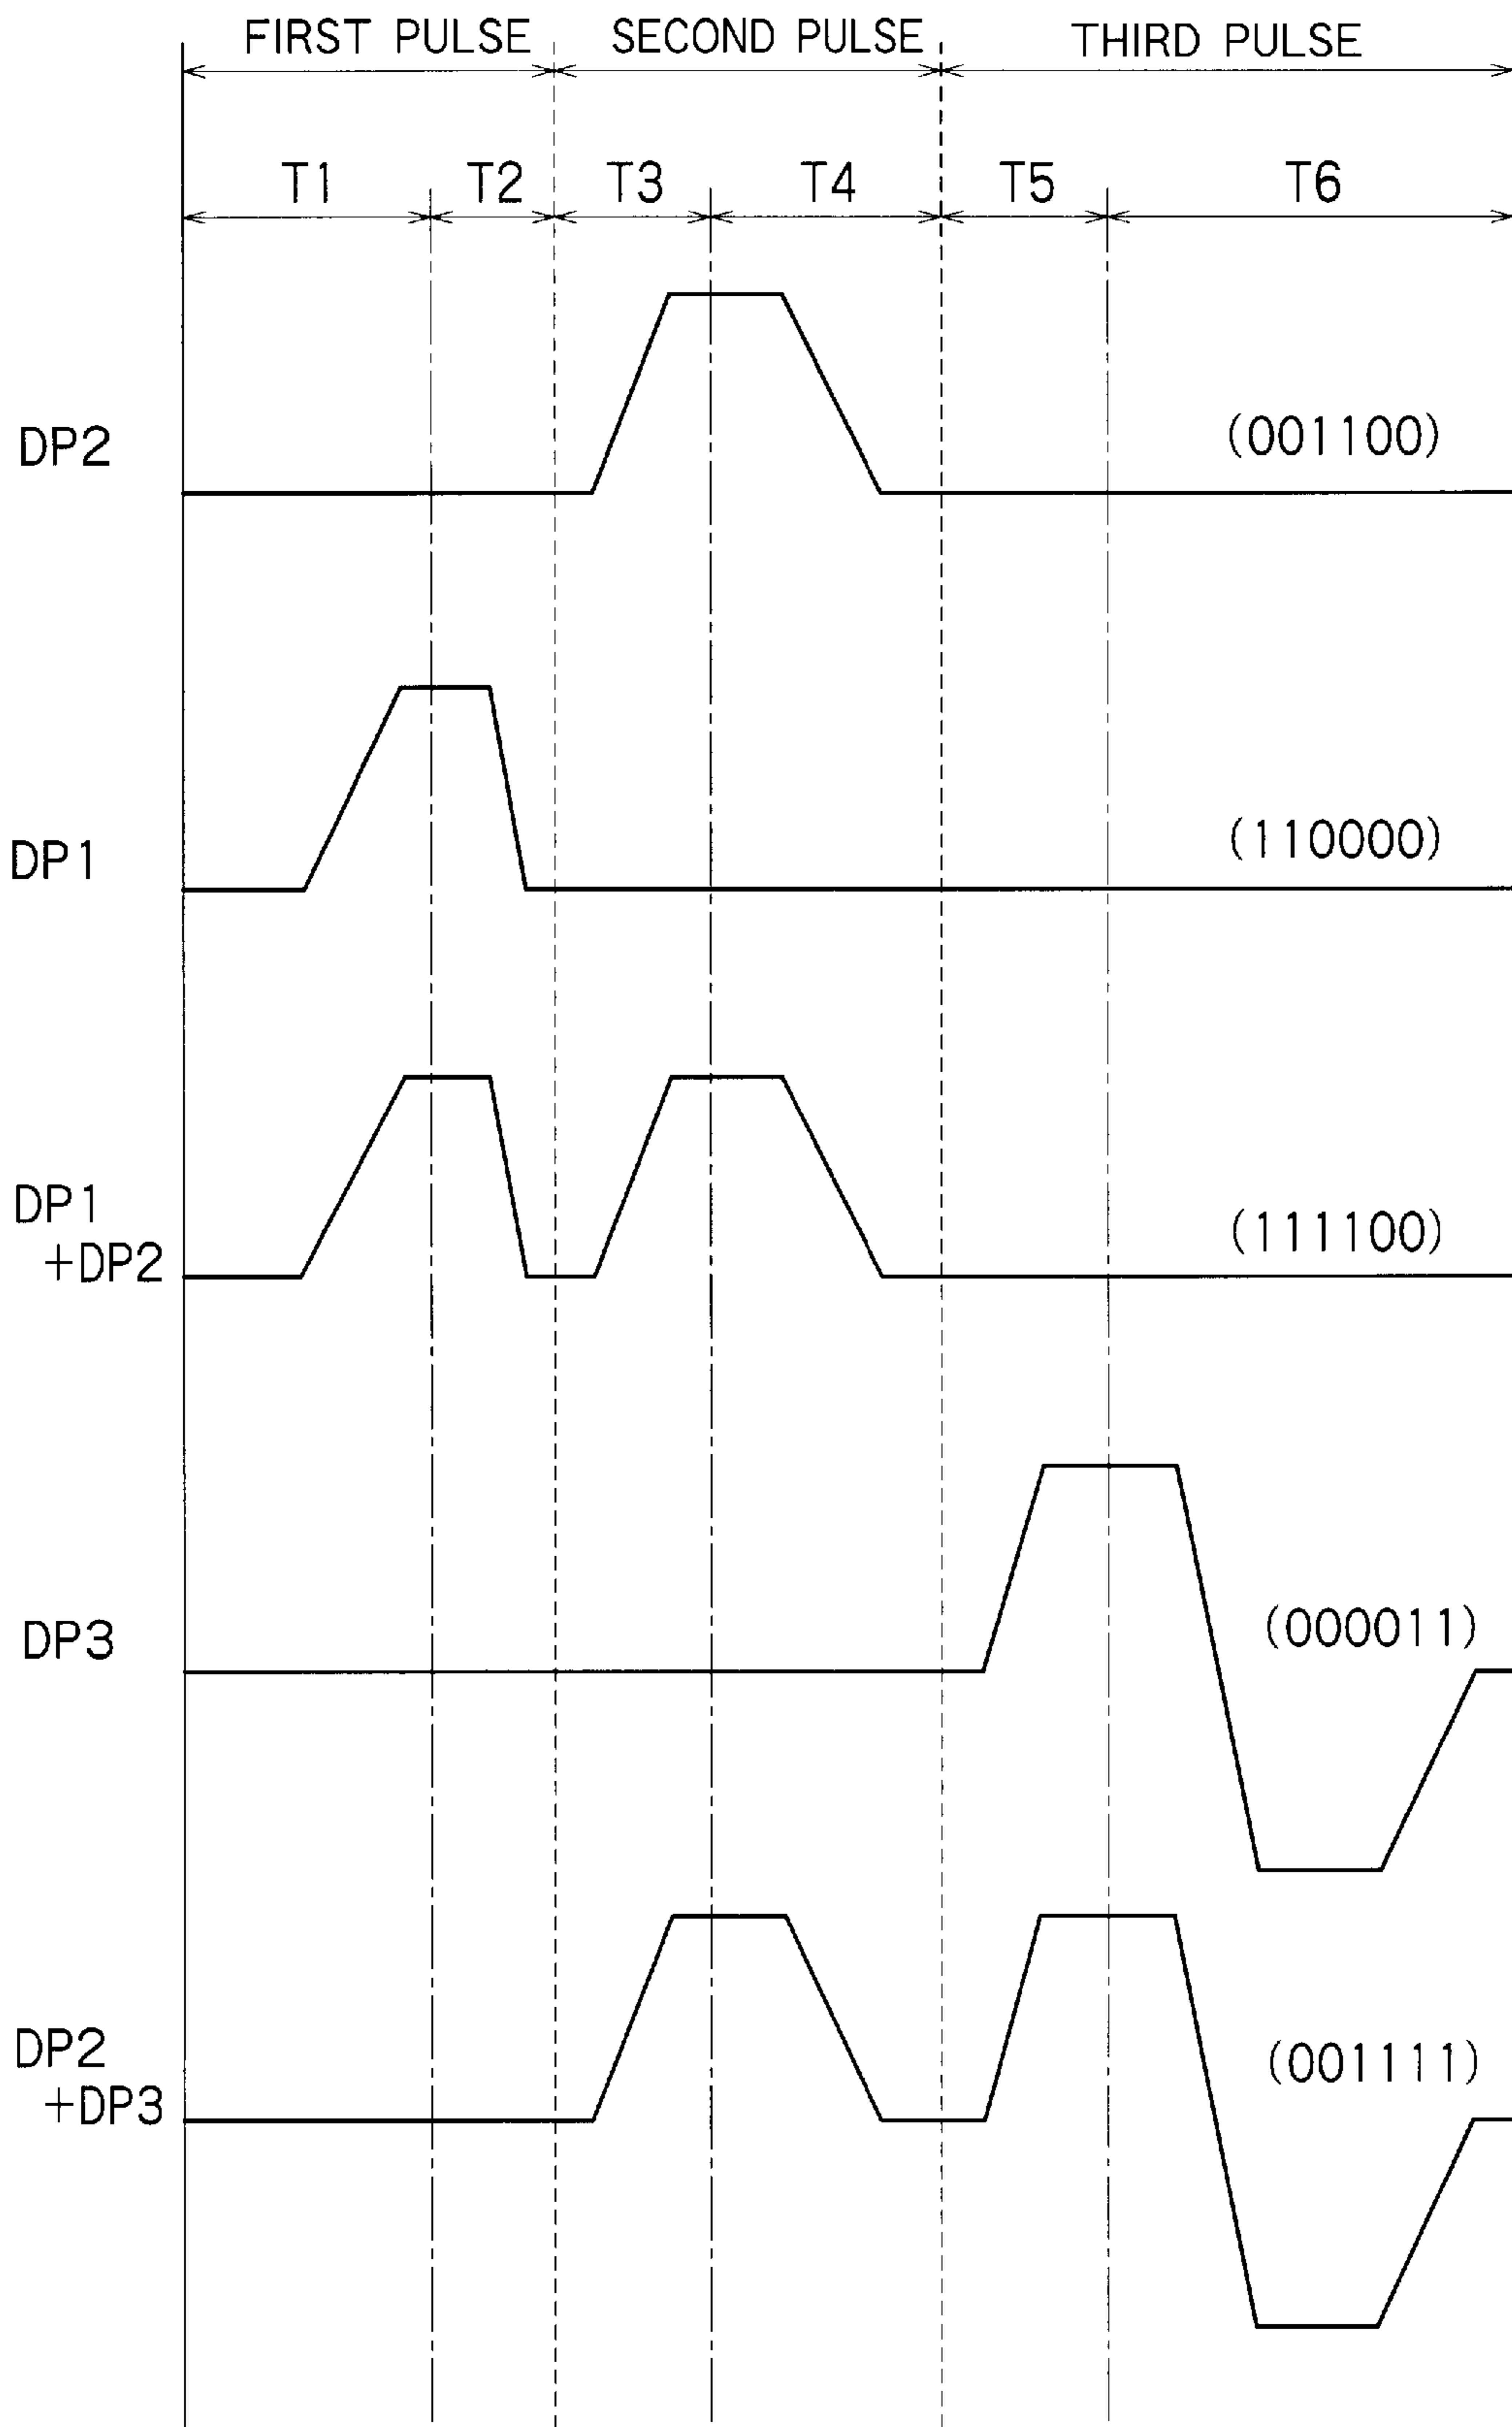 FIRST PULSE SECOND PULSE THIRD PULSE
T1 T2 T3 T4 T5 T6
DP2 (001100)
DP1 (110000)
DP1
+DP2 (111100)
DP3 (000011)
DP2
+DP3 (001111)